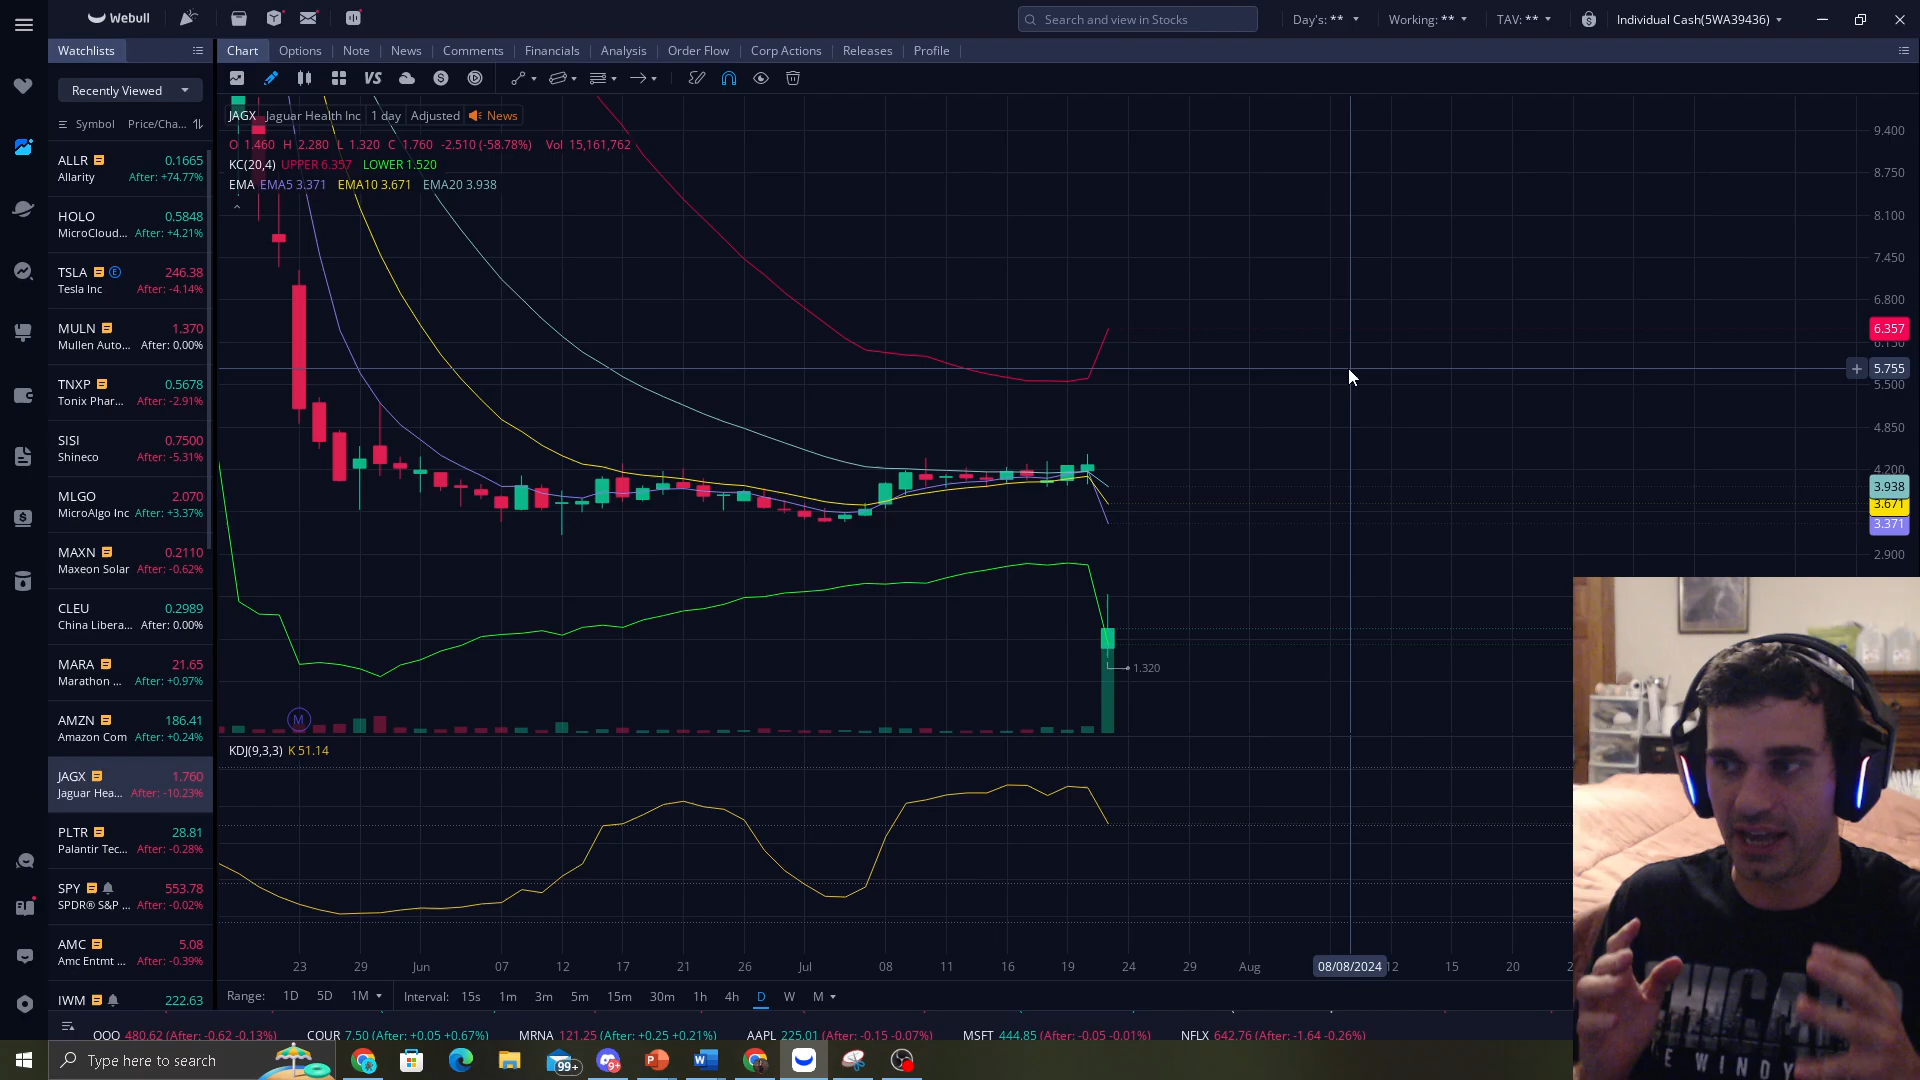 Webull
Search and view in Stocks
Day's: **
Working: **
TAV: **
Individual Cash(5WA39436)
Watchlists
Chart
Options
Note
News
Comments
Financials
Analysis
Order Flow
Corp Actions
Releases
Profile
Recently Viewed
VS
Symbol Price/Cha...
ALLR 0.1665
Allarity After: +74.77%
HOLO 0.5848
MicroCloud... After: +4.21%
TSLA E 246.38
Tesla Inc After: -4.14%
MULN 1.370
Mullen Auto... After: 0.00%
TNXP 0.5678
Tonix Phar... After: -2.91%
SISI 0.7500
Shineco After: -5.31%
MLGO 2.070
MicroAlgo Inc After: +3.37%
MAXN 0.2110
Maxeon Solar After: -0.62%
CLEU 0.2989
China Libera... After: 0.00%
MARA 21.65
Marathon ... After: +0.97%
AMZN 186.41
Amazon Com After: +0.24%
JAGX 1.760
Jaguar Hea... After: -10.23%
PLTR 28.81
Palantir Tec... After: -0.28%
SPY 553.78
SPDR® S&P ... After: -0.02%
AMC 5.08
Amc Entmt ... After: -0.39%
IWM 222.63
JAGX Jaguar Health Inc 1 day Adjusted News
O 1.460 H 2.280 L 1.320 C 1.760 -2.510 (-58.78%) Vol 15,161,762
KC(20,4) UPPER 6.357 LOWER 1.520
EMA EMA5 3.371 EMA10 3.671 EMA20 3.938
9.400
8.750
8.100
7.450
6.800
6.357
6.150
5.755
5.500
4.850
4.200
3.938
3.671
3.371
2.900
1.320
M
KDJ(9,3,3) K 51.14
23 29 Jun 07 12 17 21 26 Jul 08 11 16 19 24 29 Aug 08/08/2024 12 15 20
Range: 1D 5D 1M Interval: 15s 1m 3m 5m 15m 30m 1h 4h D W M
QQQ 480.62 (After: -0.62 -0.13%) COUR 7.50 (After: +0.05 +0.67%) MRNA 121.25 (After: +0.25 +0.21%) AAPL 225.01 (After: -0.15 -0.07%) MSFT 444.85 (After: -0.05 -0.01%) NFLX 642.76 (After: -1.64 -0.26%)
Type here to search
99+
9+
E WINDY